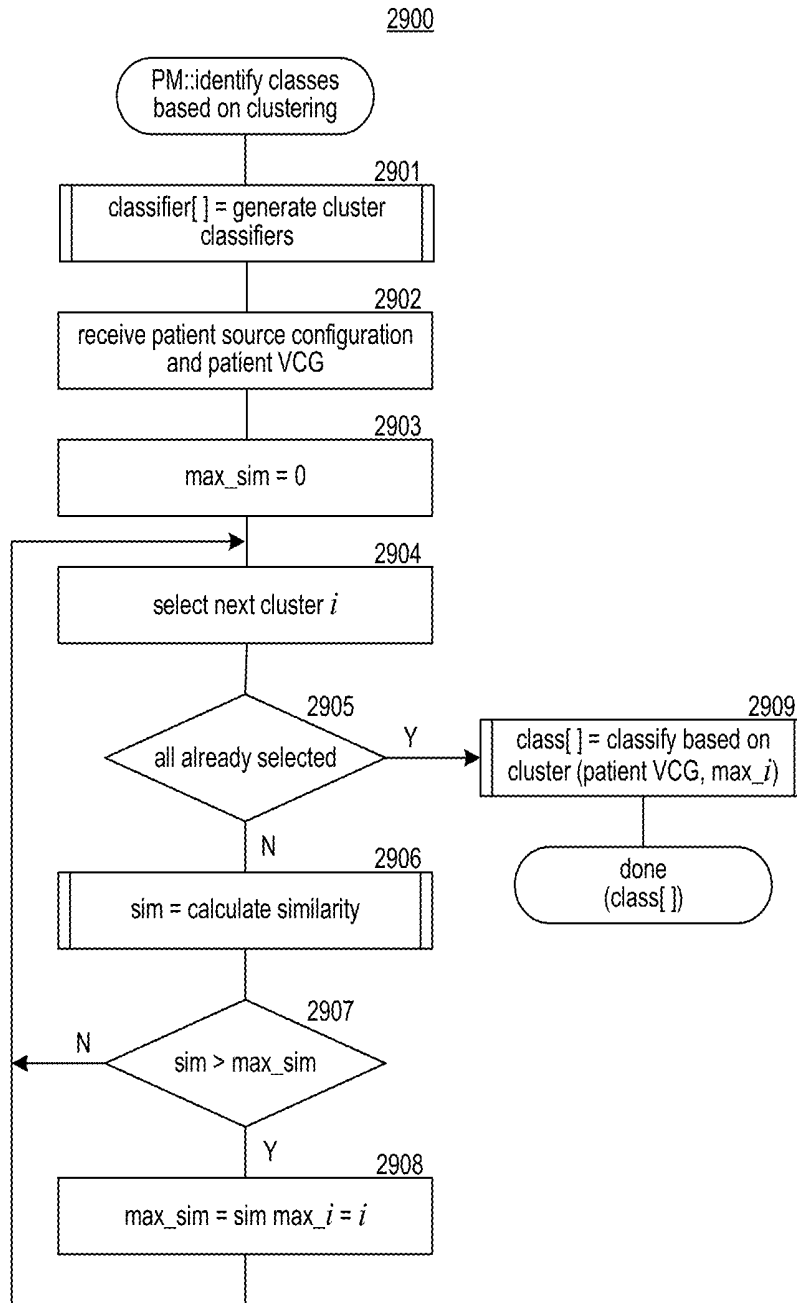 2900
PM::identify classes
based on clustering
2901
classifier[ ] = generate cluster
classifiers
2902
receive patient source configuration
and patient VCG
2903
max_sim = 0
2904
select next cluster i
2905
all already selected
Y
2909
class[ ] = classify based on
cluster (patient VCG, max_i)
N
2906
sim = calculate similarity
done
(class[ ])
2907
N
sim > max_sim
Y
2908
max_sim = sim max_i = i